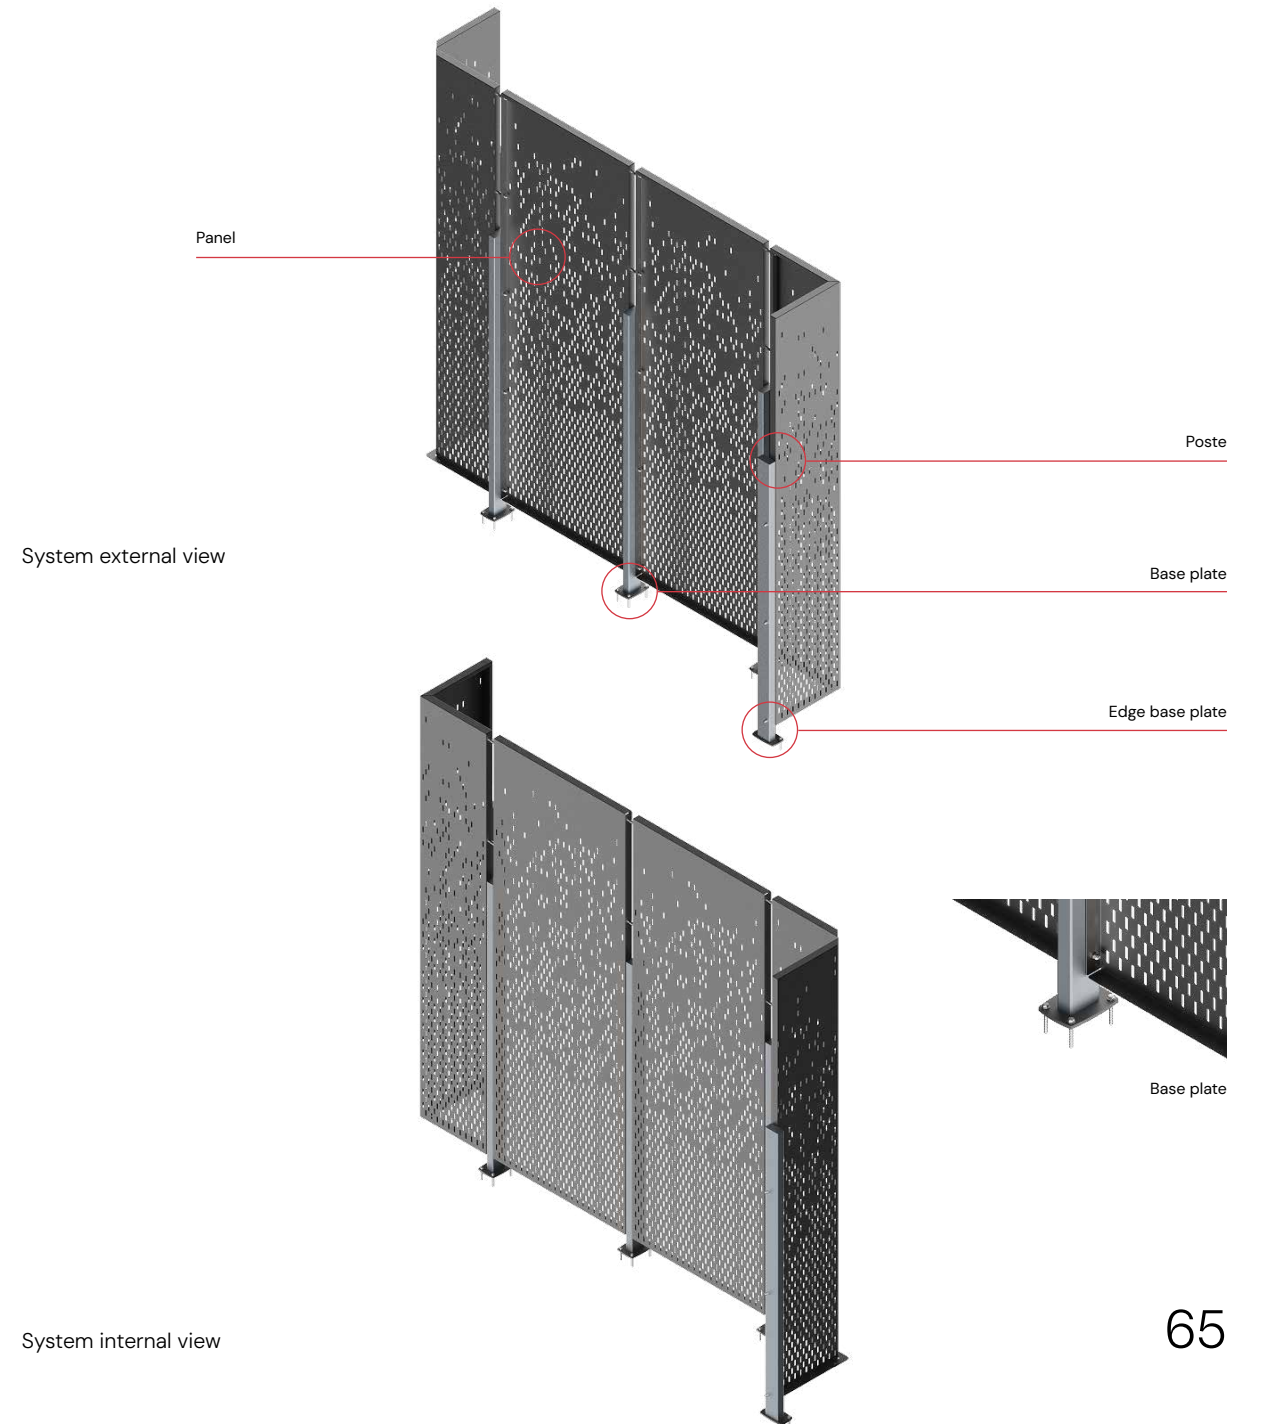 Panel
Poste
System external view
Base plate
Edge base plate
Base plate
65
System internal view